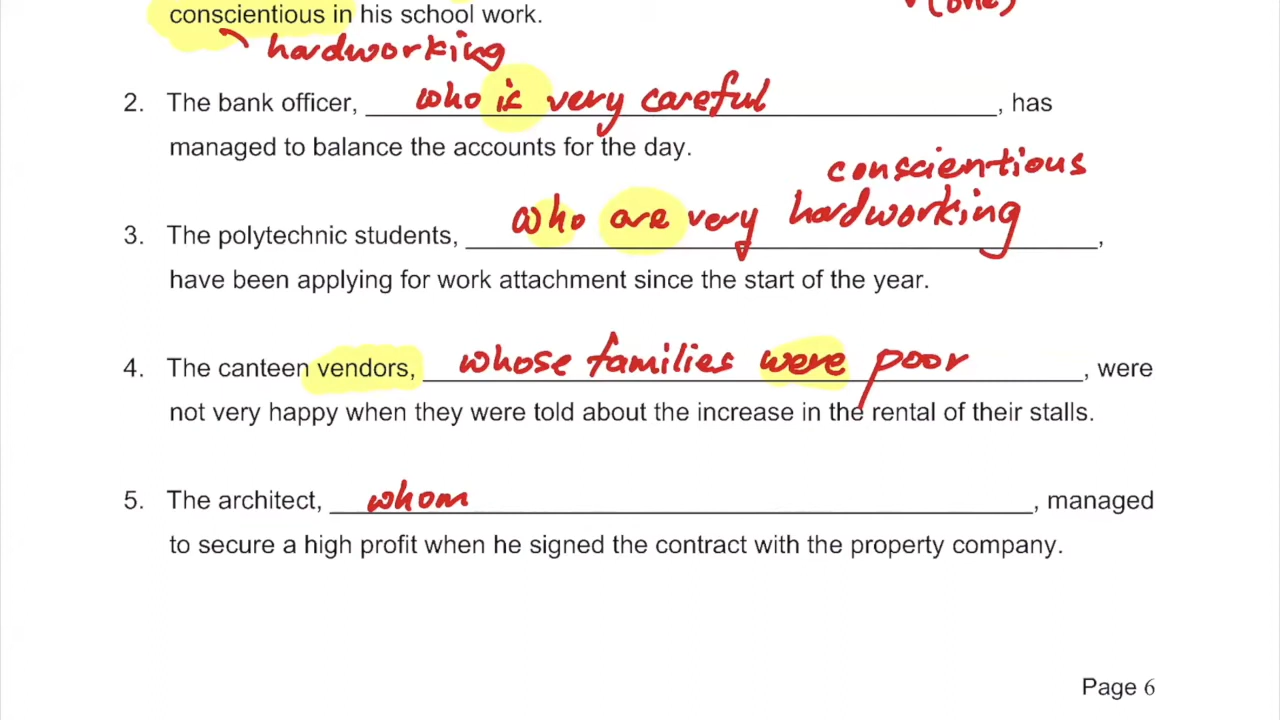 conscientious in his school work.
(one)
hardworking
2. The bank officer, who is very careful, has
managed to balance the accounts for the day.
conscientious
3. The polytechnic students, who are very hardworking,
have been applying for work attachment since the start of the year.
4. The canteen vendors, whose families were poor, were
not very happy when they were told about the increase in the rental of their stalls.
5. The architect, whom, managed
to secure a high profit when he signed the contract with the property company.
Page 6